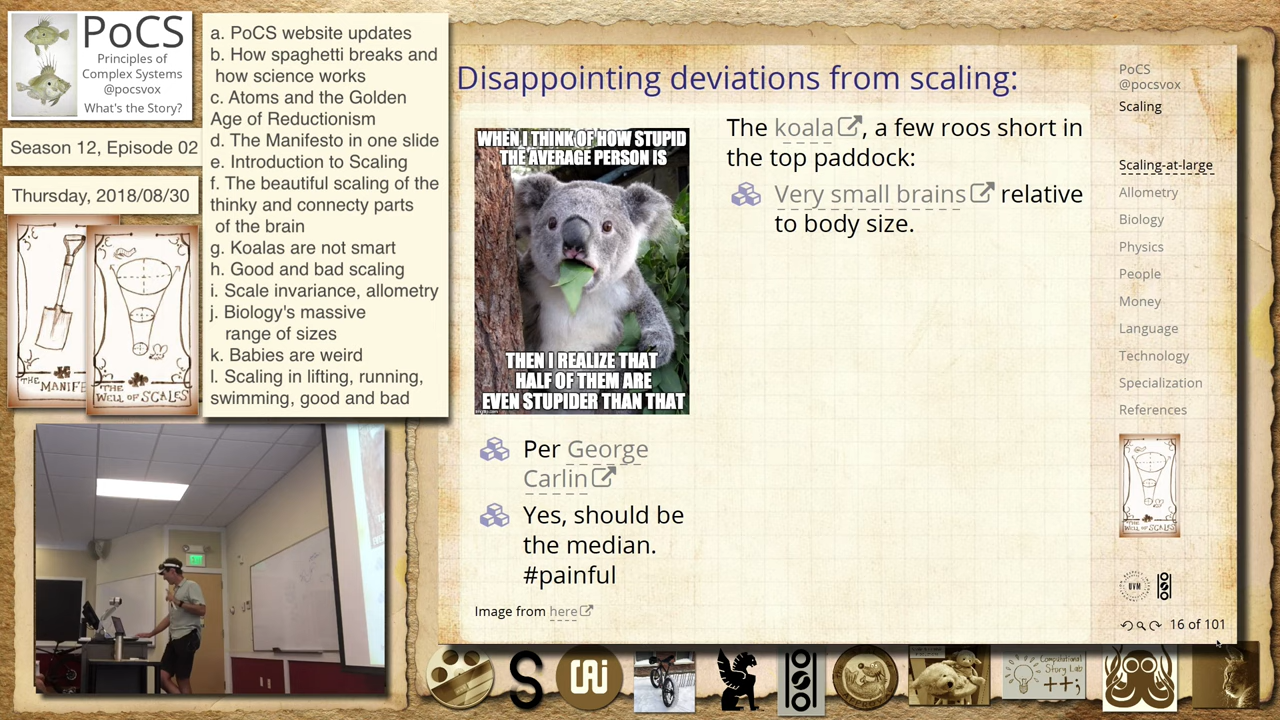 PoCS
Principles of
Complex Systems
@pocsvox
What's the Story?
Season 12, Episode 02
Thursday, 2018/08/30
THE MANIFE
THE
WELL OF SCALES
a. PoCS website updates
b. How spaghetti breaks and
how science works
c. Atoms and the Golden
Age of Reductionism
d. The Manifesto in one slide
e. Introduction to Scaling
f. The beautiful scaling of the
thinky and connecty parts
of the brain
g. Koalas are not smart
h. Good and bad scaling
i. Scale invariance, allometry
j. Biology's massive
range of sizes
k. Babies are weird
l. Scaling in lifting, running,
swimming, good and bad
Disappointing deviations from scaling:
WHEN I THINK OF HOW STUPID
THE AVERAGE PERSON IS
THEN I REALIZE THAT
HALF OF THEM ARE
EVEN STUPIDER THAN THAT
Per George
Carlin
Yes, should be
the median.
#painful
Image from here
The koala, a few roos short in
the top paddock:
Very small brains relative
to body size.
PoCS
@pocsvox
Scaling
Scaling-at-large
Allometry
Biology
Physics
People
Money
Language
Technology
Specialization
References
THE
WELL OF SCALES
UVM
16 of 101
Computational
Story Lab
++;